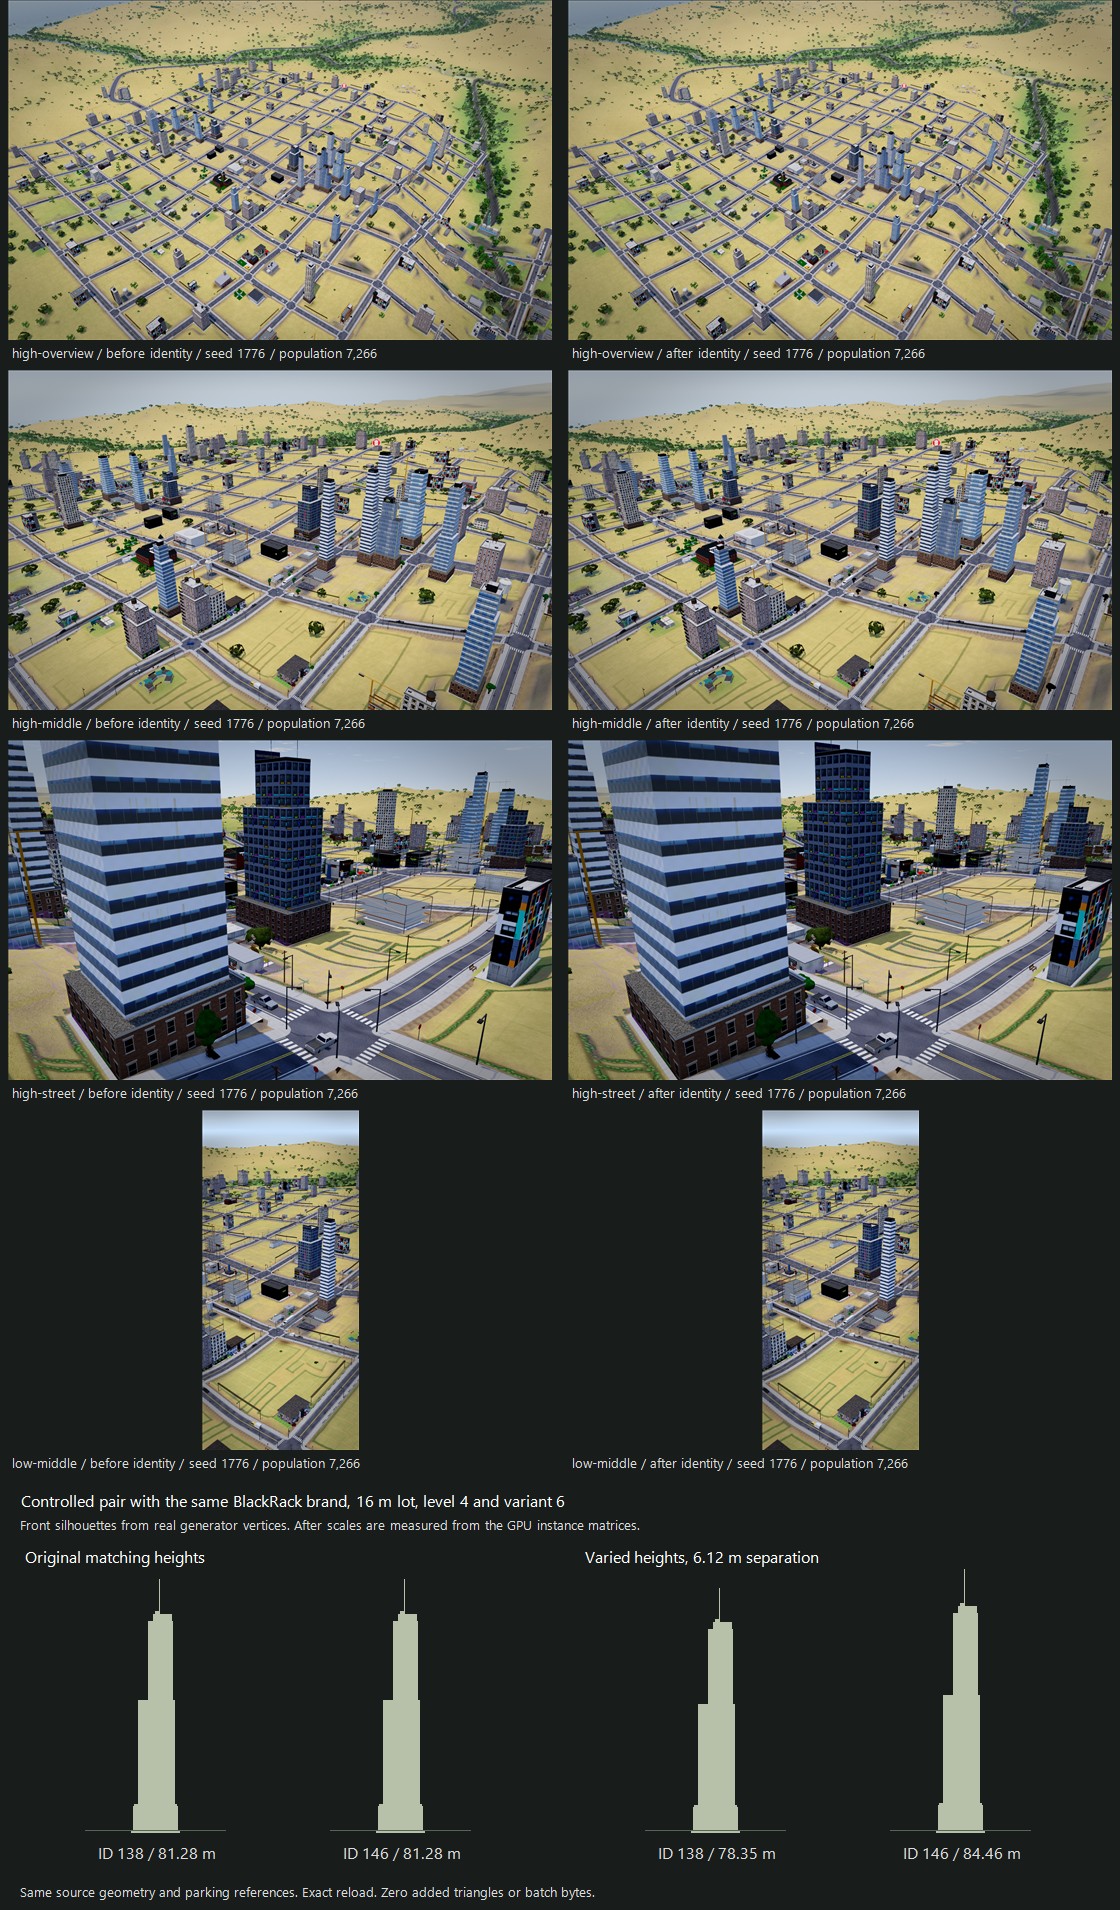 high-overview / before identity / seed 1776 / population 7,266
high-overview / after identity / seed 1776 / population 7,266
high-middle / before identity / seed 1776 / population 7,266
high-middle / after identity / seed 1776 / population 7,266
high-street / before identity / seed 1776 / population 7,266
high-street / after identity / seed 1776 / population 7,266
low-middle / before identity / seed 1776 / population 7,266
low-middle / after identity / seed 1776 / population 7,266
Controlled pair with the same BlackRack brand, 16 m lot, level 4 and variant 6
Front silhouettes from real generator vertices. After scales are measured from the GPU instance matrices.
Original matching heights
Varied heights, 6.12 m separation
ID 138 / 81.28 m
ID 146 / 81.28 m
ID 138 / 78.35 m
ID 146 / 84.46 m
Same source geometry and parking references. Exact reload. Zero added triangles or batch bytes.